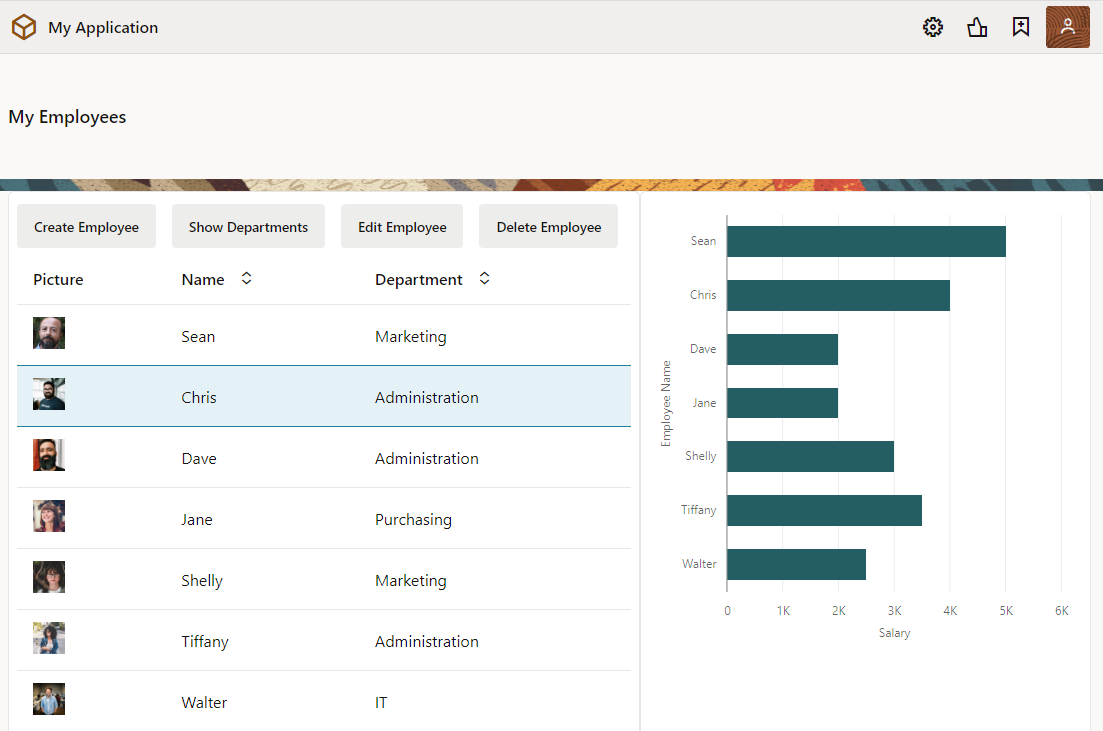 My Application
My Employees
Create Employee Show Departments Edit Employee Delete Employee
Picture Name Department
Sean Marketing
Chris Administration
Dave Administration
Jane Purchasing
Shelly Marketing
Tiffany Administration
Walter IT
Employee Name
Sean
Chris
Dave
Jane
Shelly
Tiffany
Walter
0 1K 2K 3K 4K 5K 6K
Salary